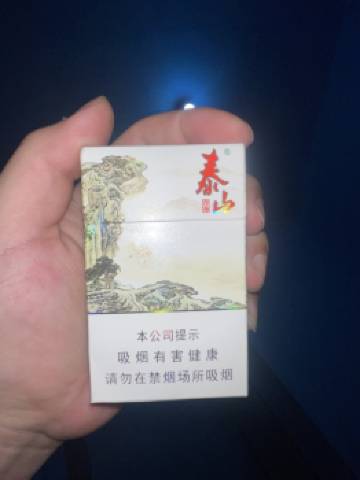 泰山
本公司提示
吸烟有害健康
请勿在禁烟场所吸烟